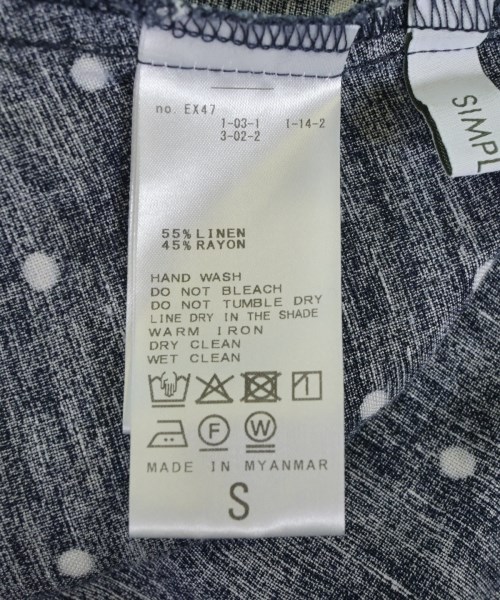 no. EX47
1-03-1 1-14-2
3-02-2
55%LINEN
45%RAYON
HAND WASH
DO NOT BLEACH
DO NOT TUMBLE DRY
LINE DRY IN THE SHADE
WARM IRON
DRY CLEAN
WET CLEAN
F W
MADE IN MYANMAR
S
SIMPL